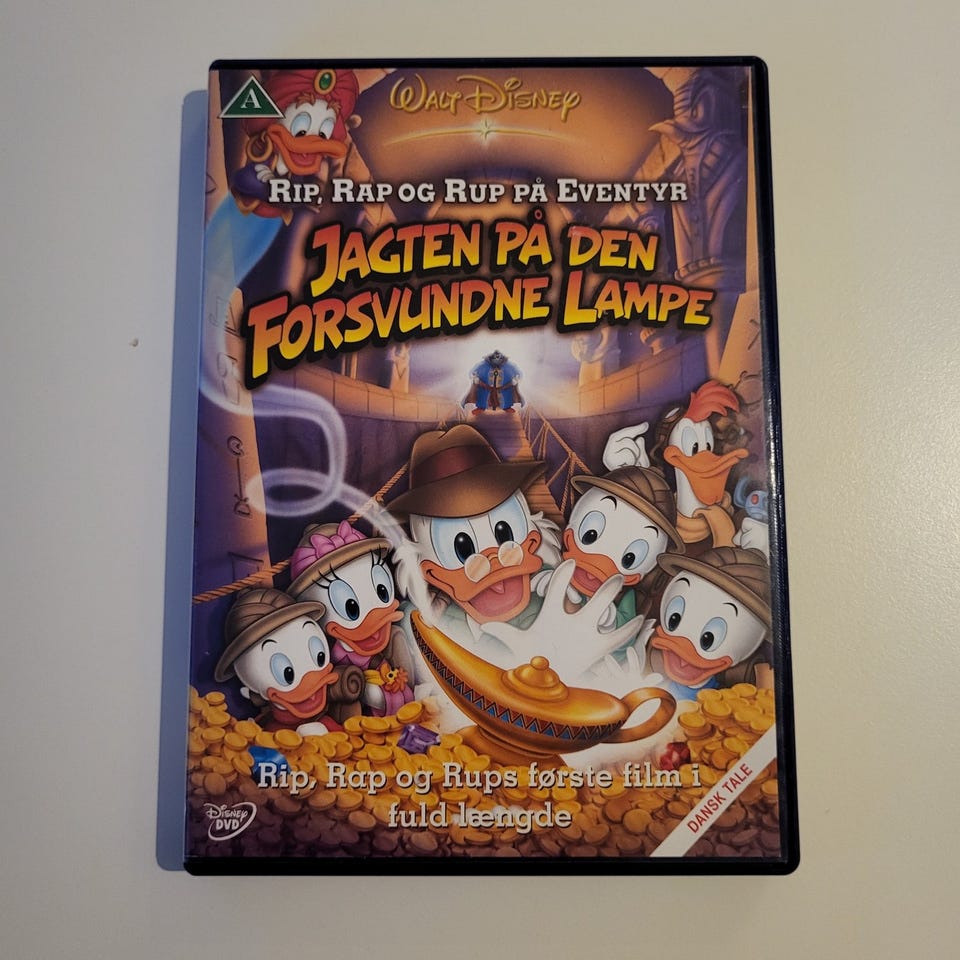 A
Walt Disney
Rip, Rap og Rup på Eventyr
Jagten på den
Forsvundne Lampe
Rip, Rap og Rups første film i
fuld længde
Disney
DVD
DANSK TALE